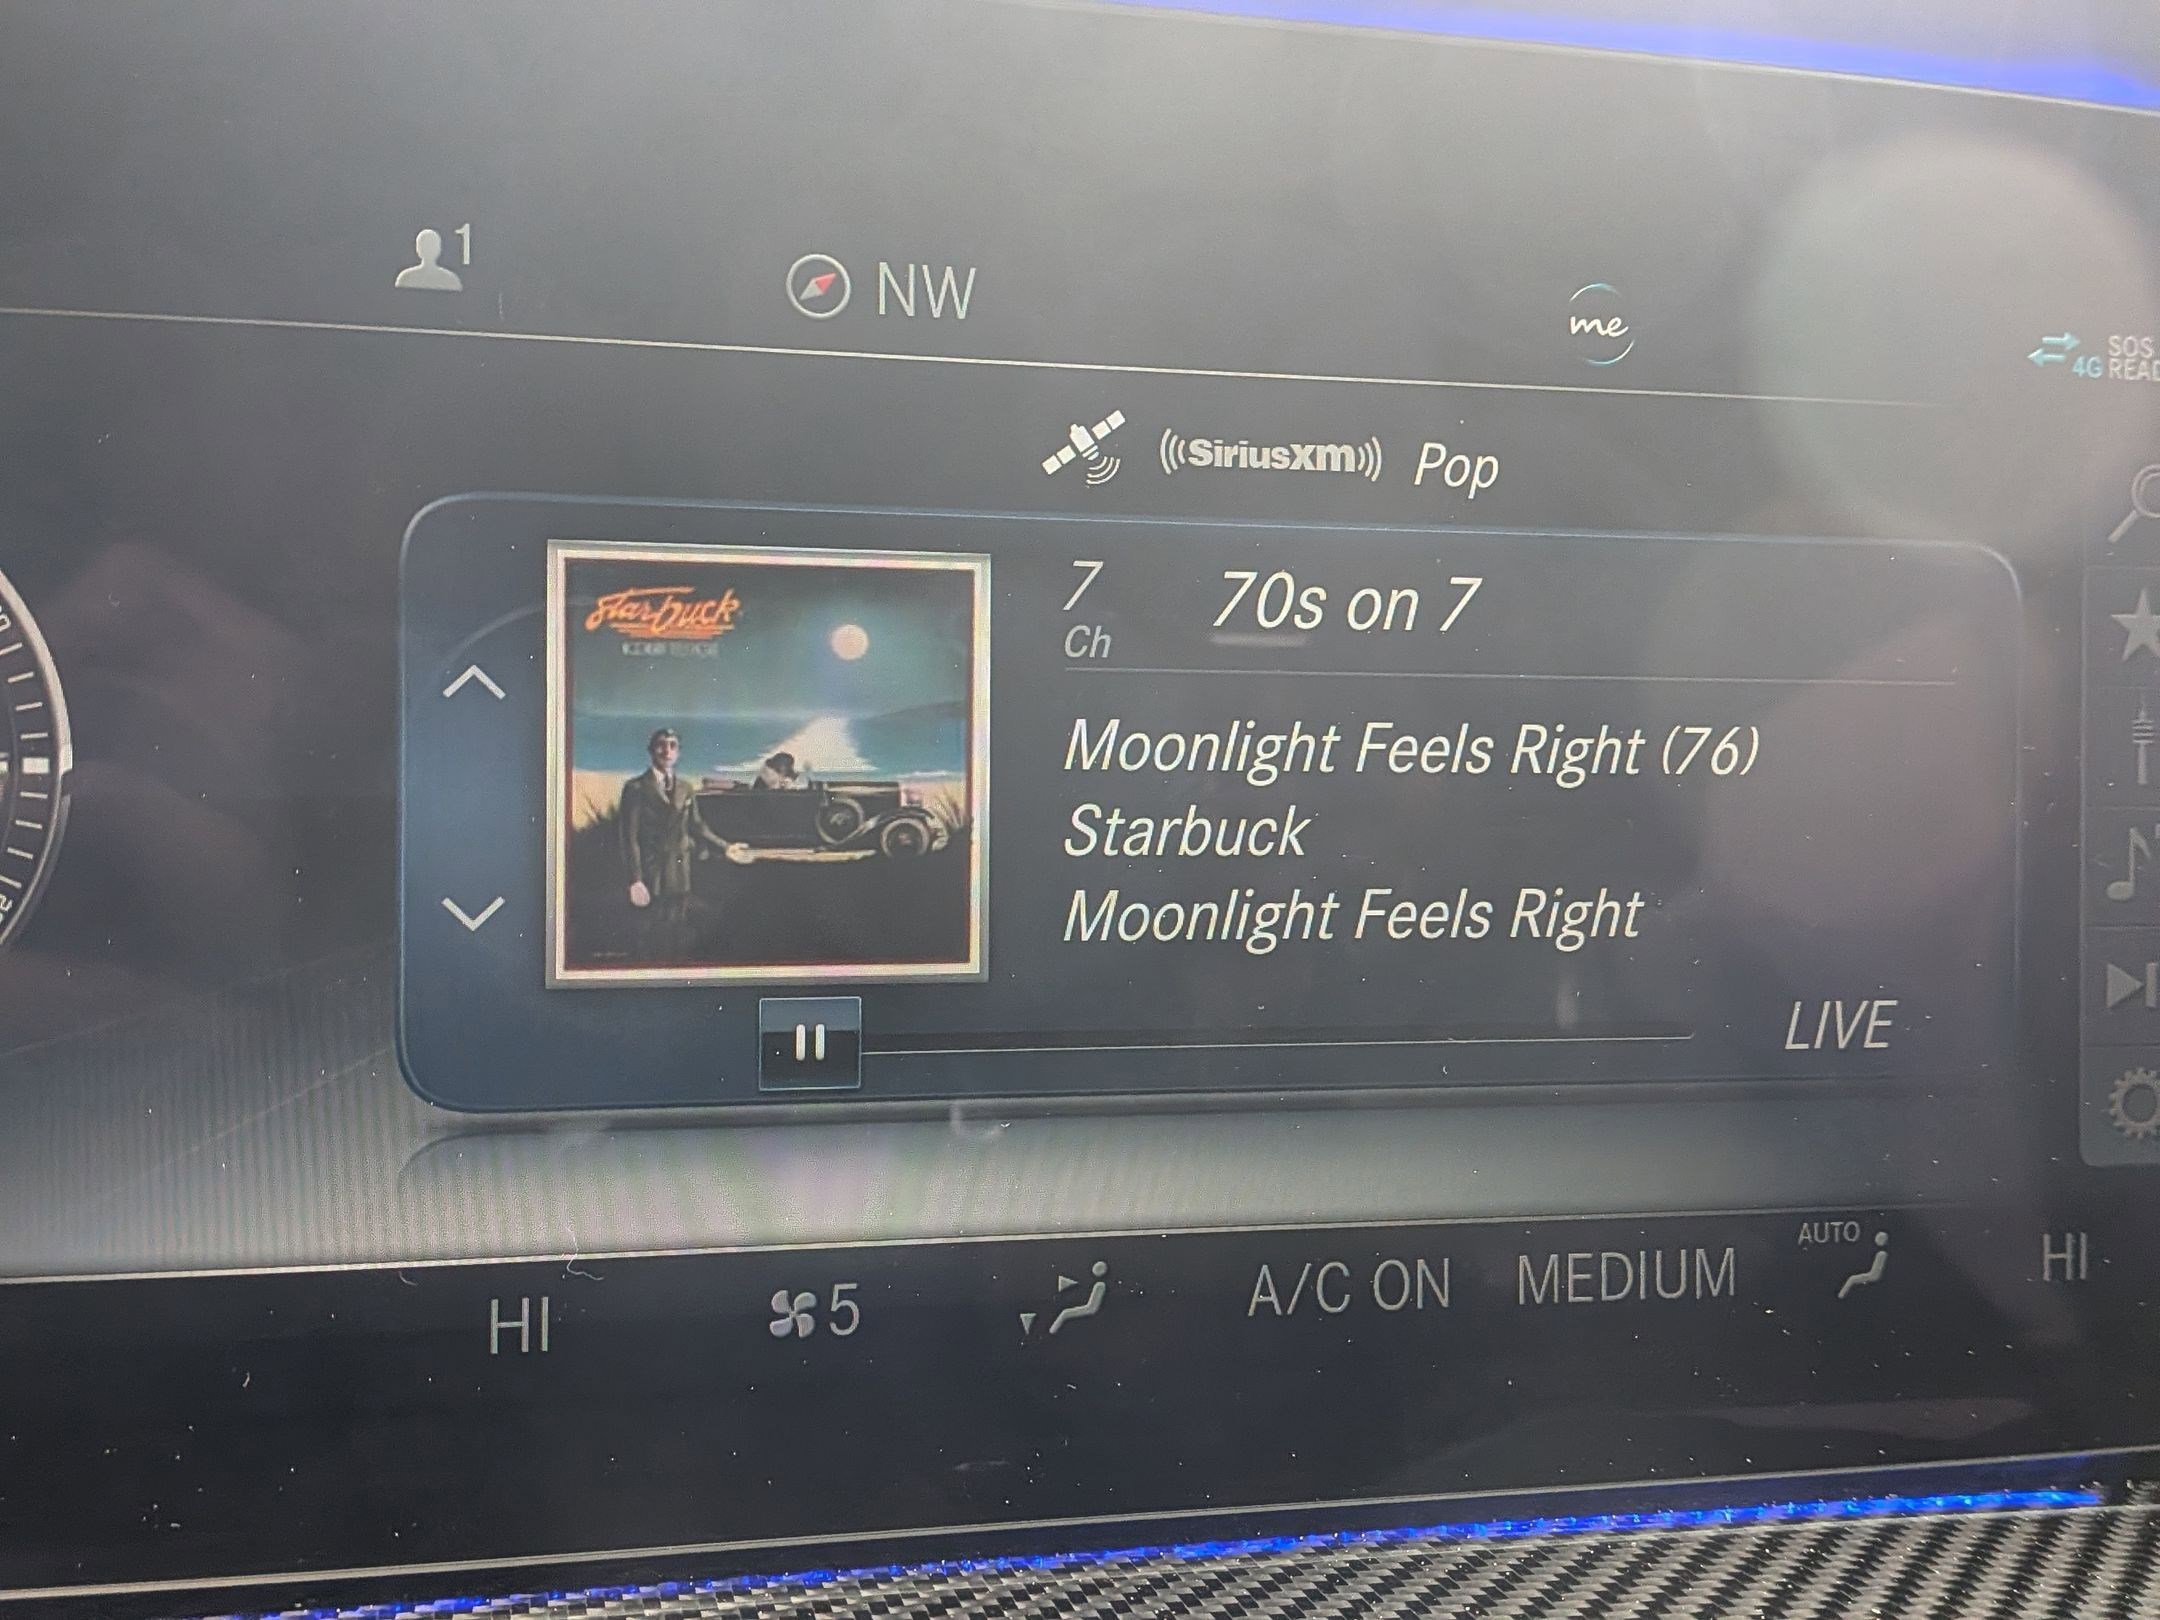 1
NW
me
4G
SOS
((SiriusXM)) Pop
Starbuck
7
Ch
70s on 7
Moonlight Feels Right (76)
Starbuck
Moonlight Feels Right
LIVE
HI
5
A/C ON
MEDIUM
AUTO
HI